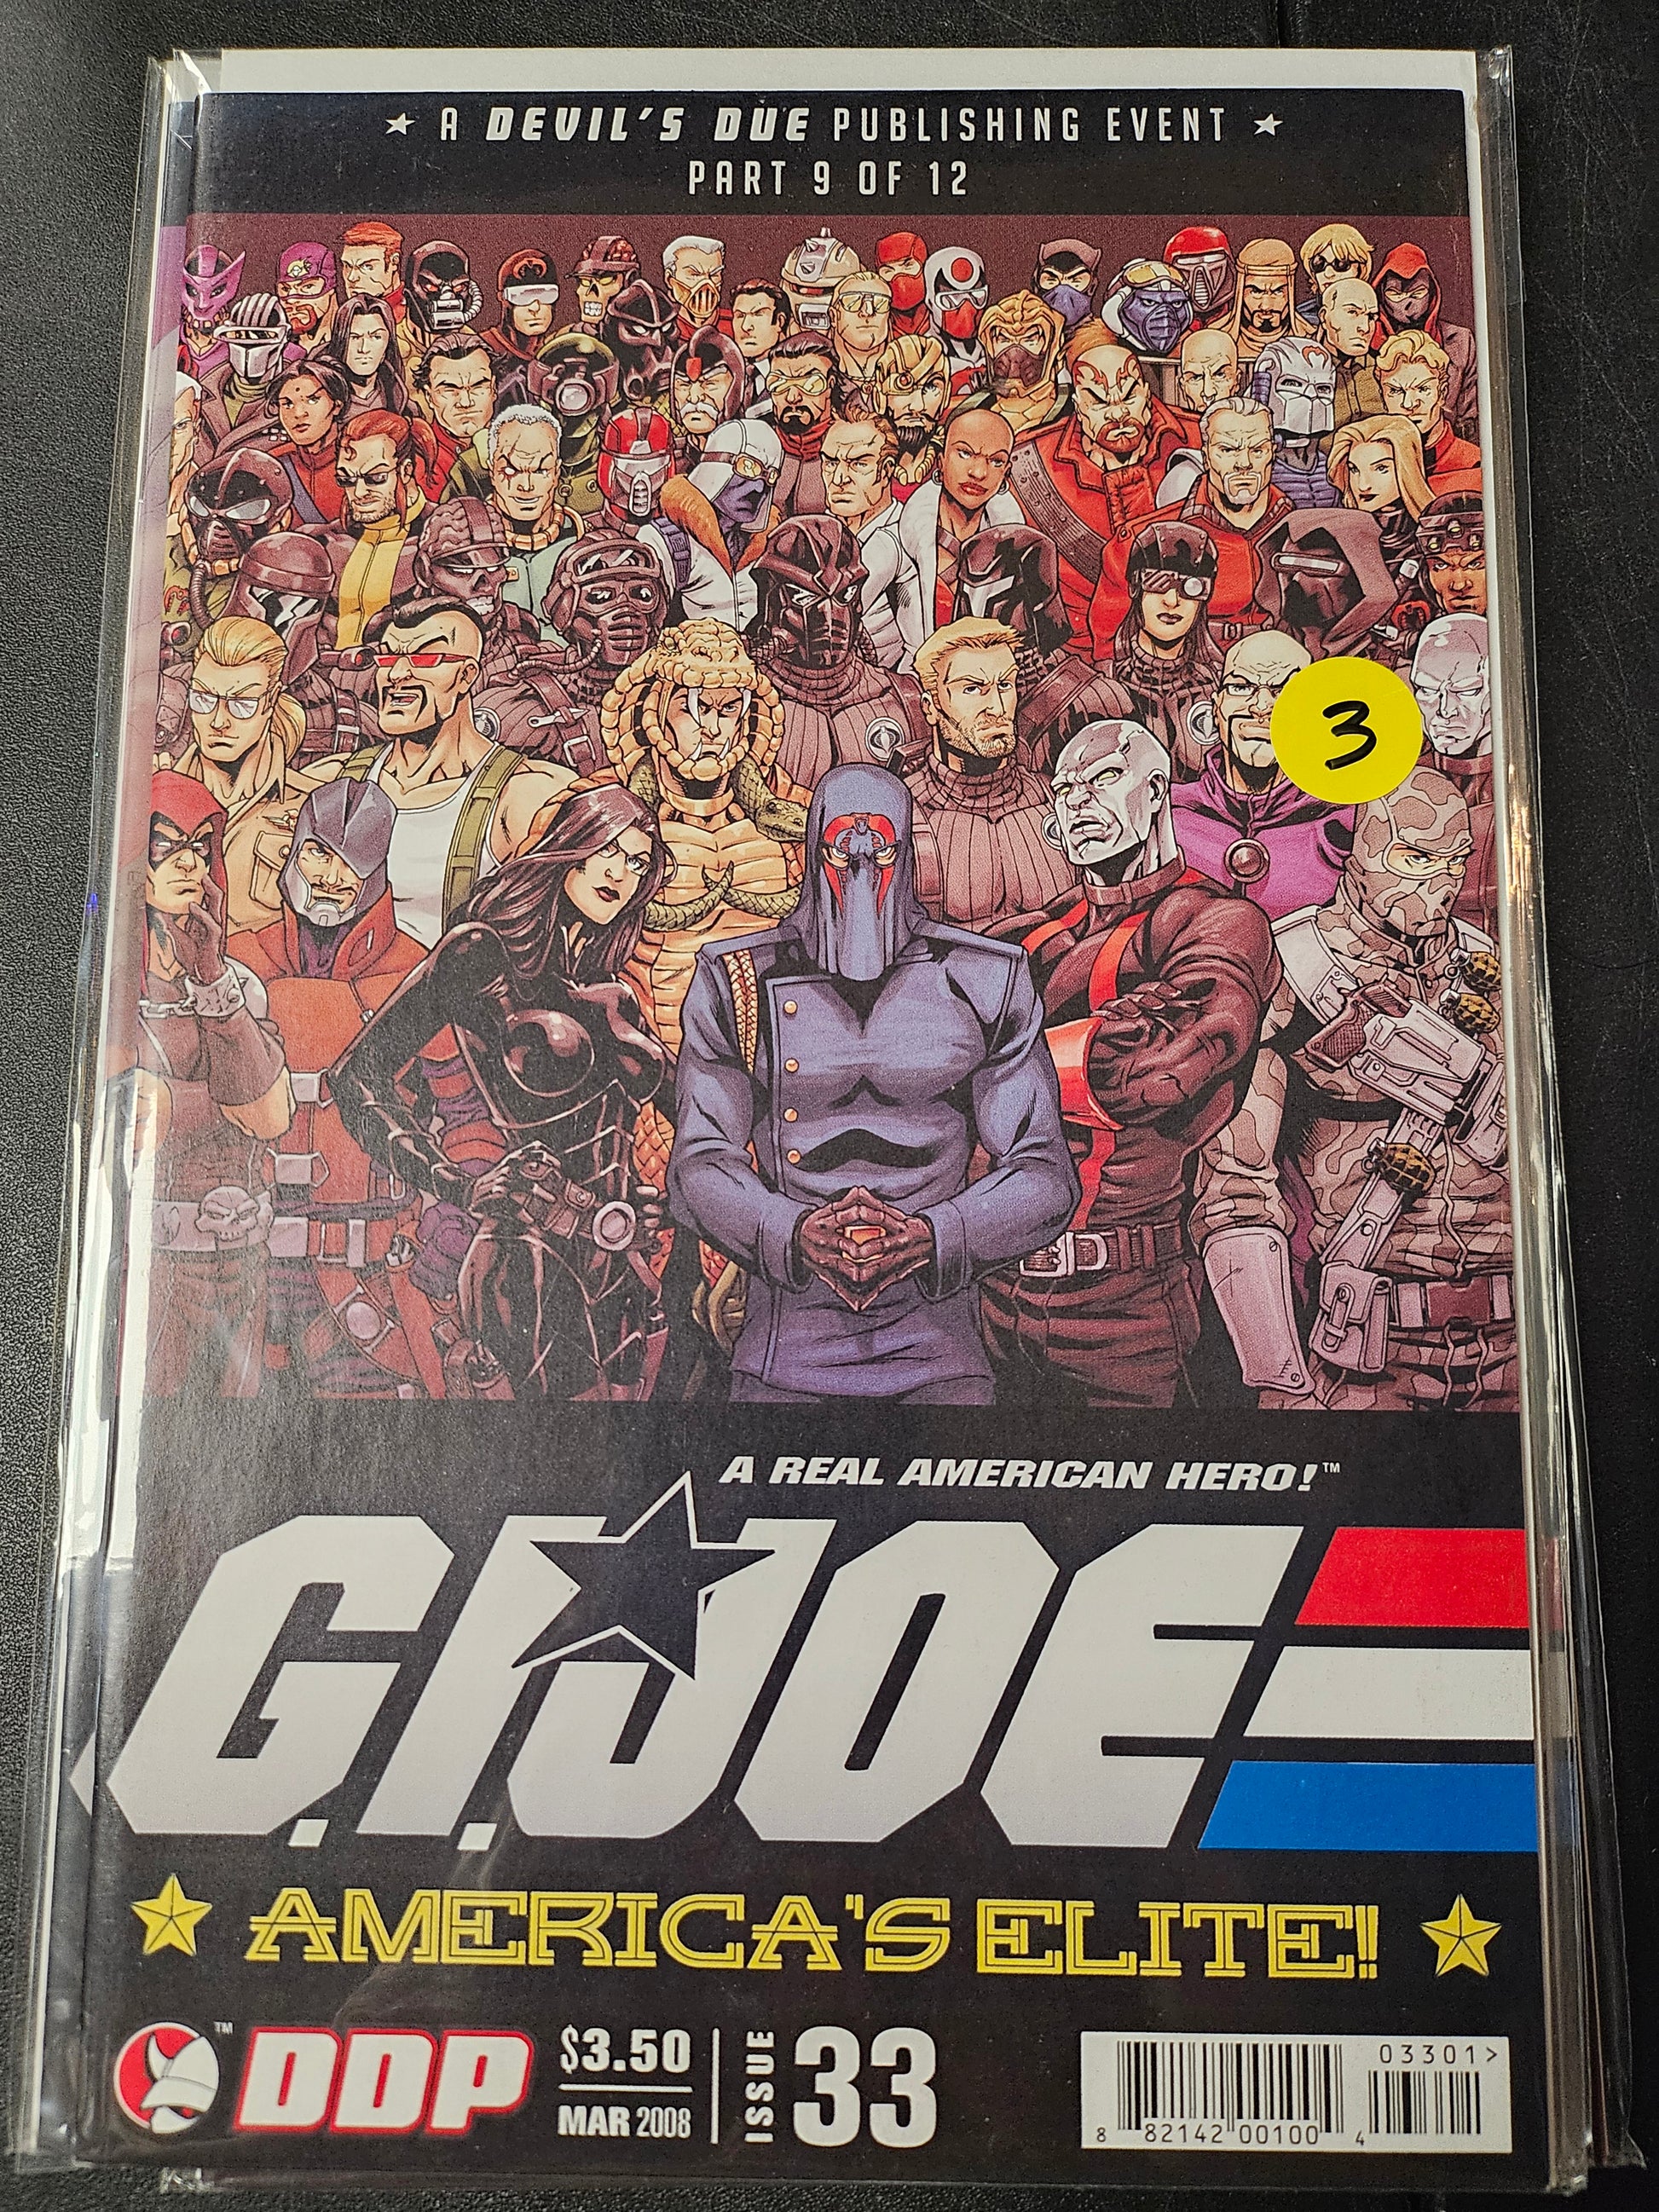 ★ A DEVIL'S DUE PUBLISHING EVENT ★
PART 9 OF 12
3
A REAL AMERICAN HERO!™
G.I.JOE
★ AMERICA'S ELITE! ★
™
DDP
$3.50
MAR 2008
ISSUE 33
03301>
8 82142 00100 4